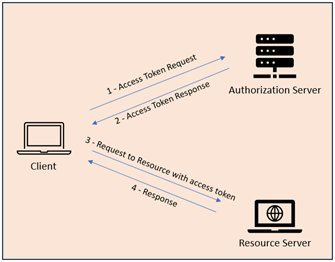 1 - Access Token Request
2 - Access Token Response
Authorization Server
Client
3 - Request to Resource with access token
4 - Response
Resource Server